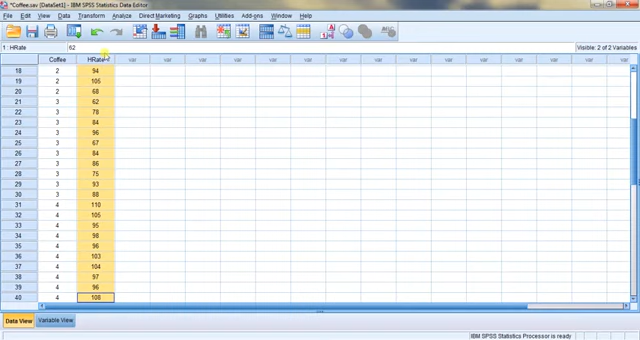 *Coffee.sav [DataSet1] - IBM SPSS Statistics Data Editor
File Edit View Data Transform Analyze Direct Marketing Graphs Utilities Add-ons Window Help
1 : HRate 62 Visible: 2 of 2 Variables
Coffee HRate var var var var var var var var var var var var var var
18 2 94
19 2 105
20 2 68
21 3 62
22 3 78
23 3 84
24 3 96
25 3 67
26 3 84
27 3 86
28 3 75
29 3 93
30 3 88
31 4 110
32 4 105
33 4 95
34 4 98
35 4 96
36 4 103
37 4 104
38 4 97
39 4 96
40 4 108
Data View Variable View
IBM SPSS Statistics Processor is ready